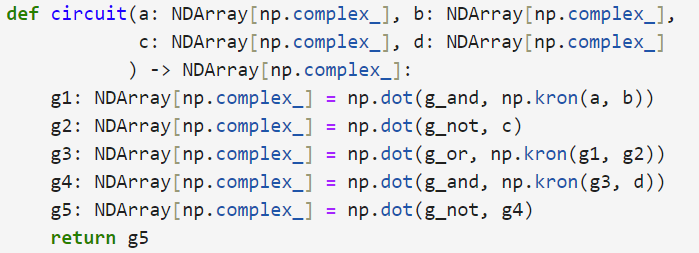 def circuit(a: NDArray[np.complex_], b: NDArray[np.complex_],
            c: NDArray[np.complex_], d: NDArray[np.complex_]
           ) -> NDArray[np.complex_]:
    g1: NDArray[np.complex_] = np.dot(g_and, np.kron(a, b))
    g2: NDArray[np.complex_] = np.dot(g_not, c)
    g3: NDArray[np.complex_] = np.dot(g_or, np.kron(g1, g2))
    g4: NDArray[np.complex_] = np.dot(g_and, np.kron(g3, d))
    g5: NDArray[np.complex_] = np.dot(g_not, g4)
    return g5